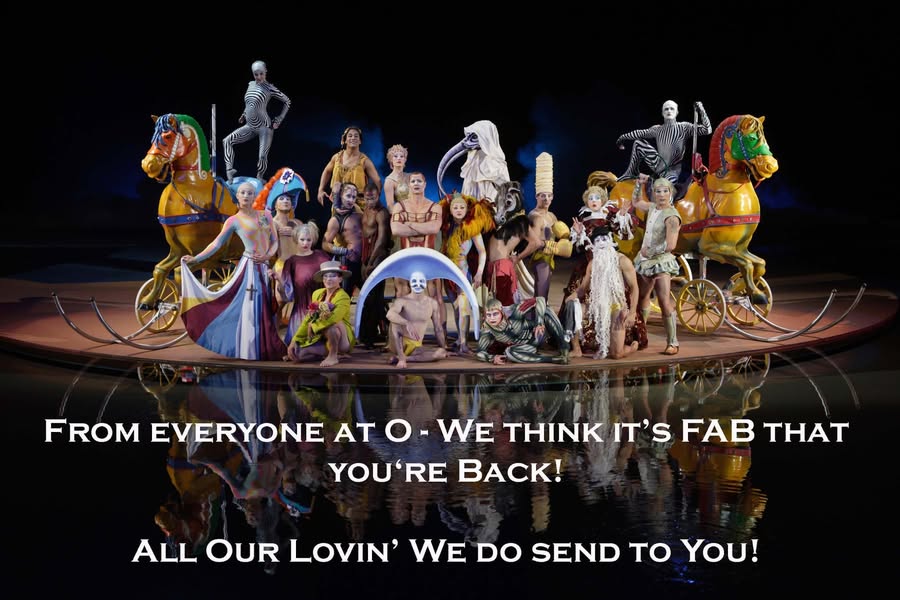 From everyone at O - We think it's FAB that
you‘re Back!
All Our Lovin’ We do send to You!